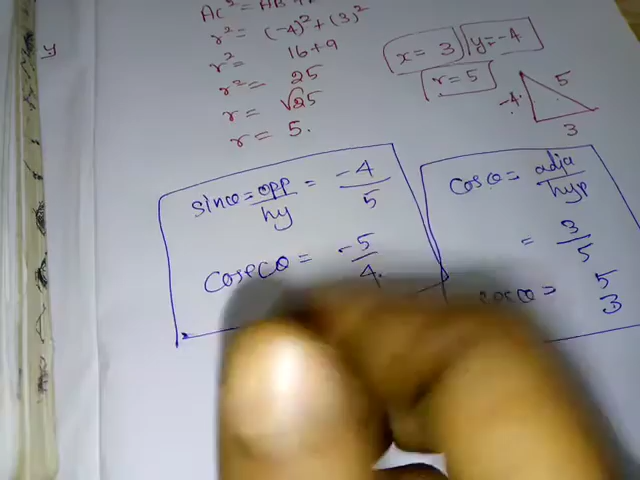 r² = (-4)² + (3)²
r² = 16+9
r² = 25
r = √25
r = 5.
x = 3 y = -4
r = 5
-4 5
3
sinθ = opp/hy = -4/5
cosecθ = -5/4
cosθ = adja/hyp
= 3/5
5/3
y